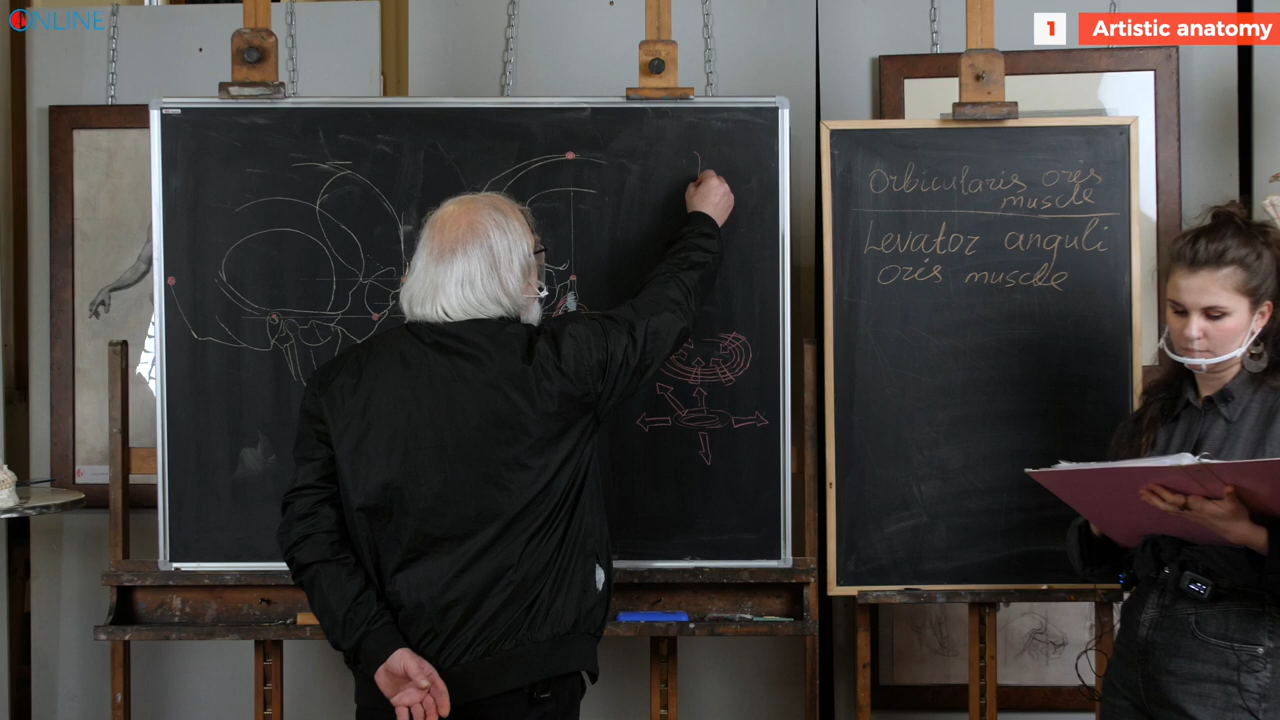 ONLINE
1 Artistic anatomy
Orbicularis oris
muscle
Levator anguli
oris muscle